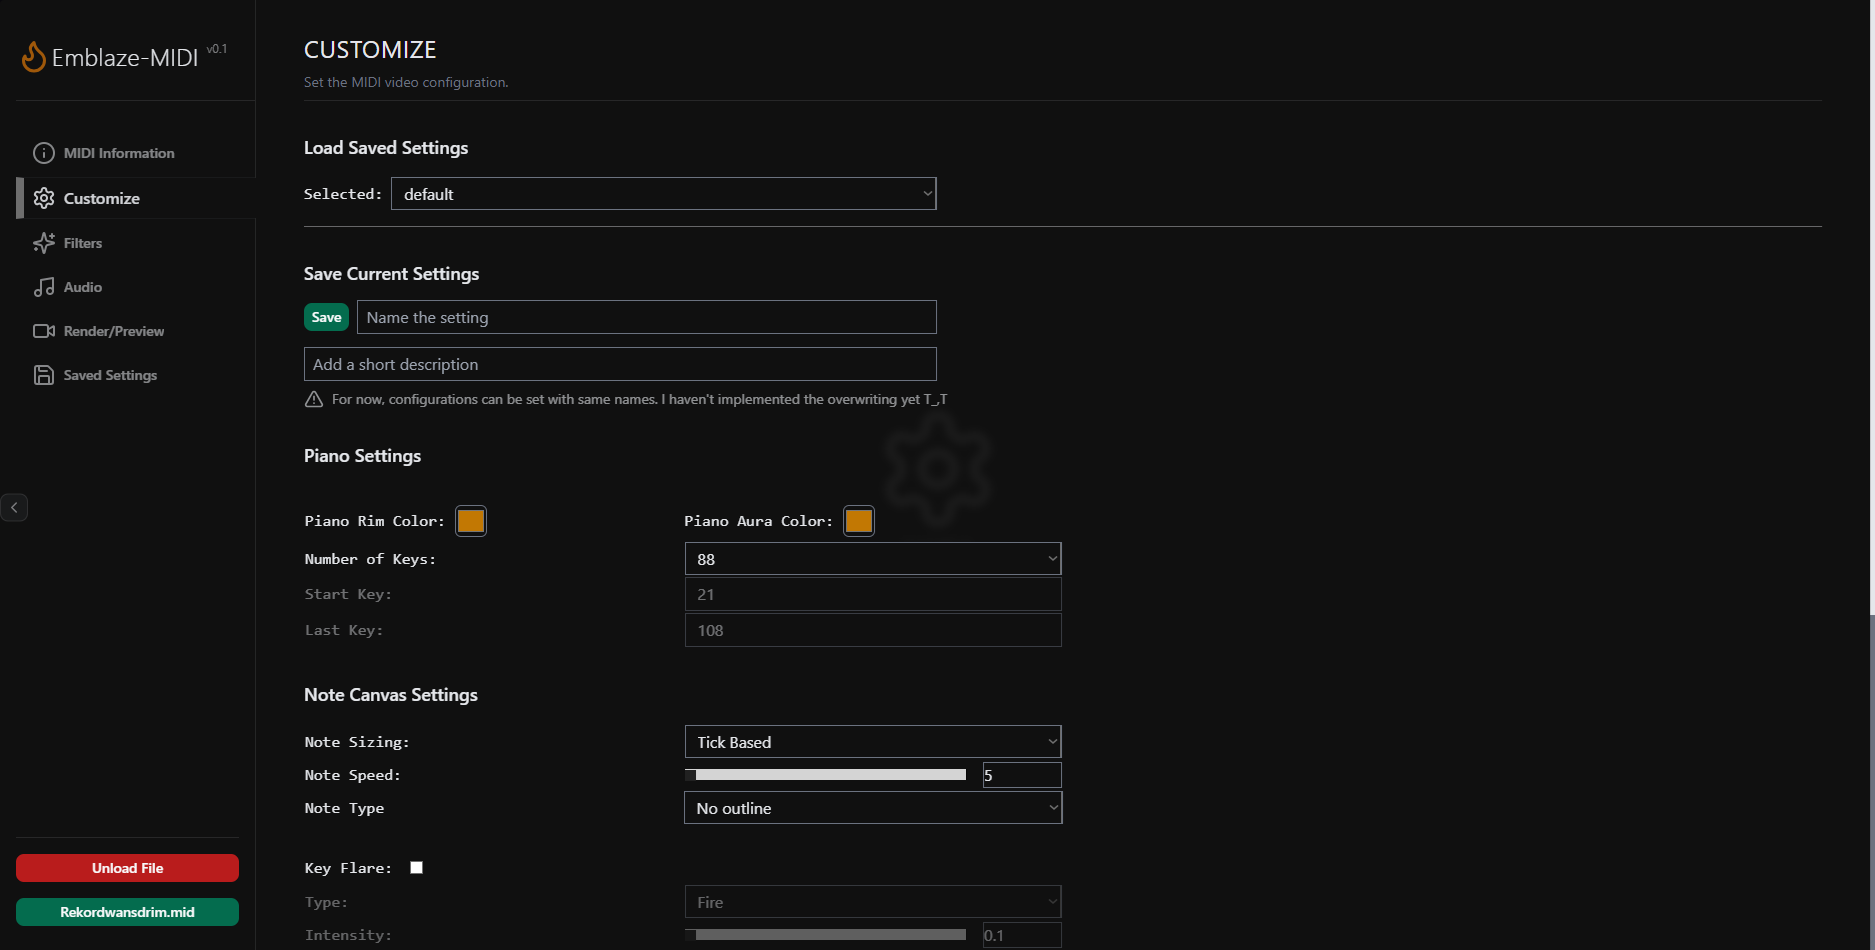 Emblaze-MIDI v0.1
MIDI Information
Customize
Filters
Audio
Render/Preview
Saved Settings
Unload File
Rekordwansdrim.mid
CUSTOMIZE
Set the MIDI video configuration.
Load Saved Settings
Selected: default
Save Current Settings
Save Name the setting
Add a short description
For now, configurations can be set with same names. I haven't implemented the overwriting yet T_T
Piano Settings
Piano Rim Color: Piano Aura Color:
Number of Keys: 88
Start Key: 21
Last Key: 108
Note Canvas Settings
Note Sizing: Tick Based
Note Speed: 5
Note Type No outline
Key Flare:
Type: Fire
Intensity: 0.1